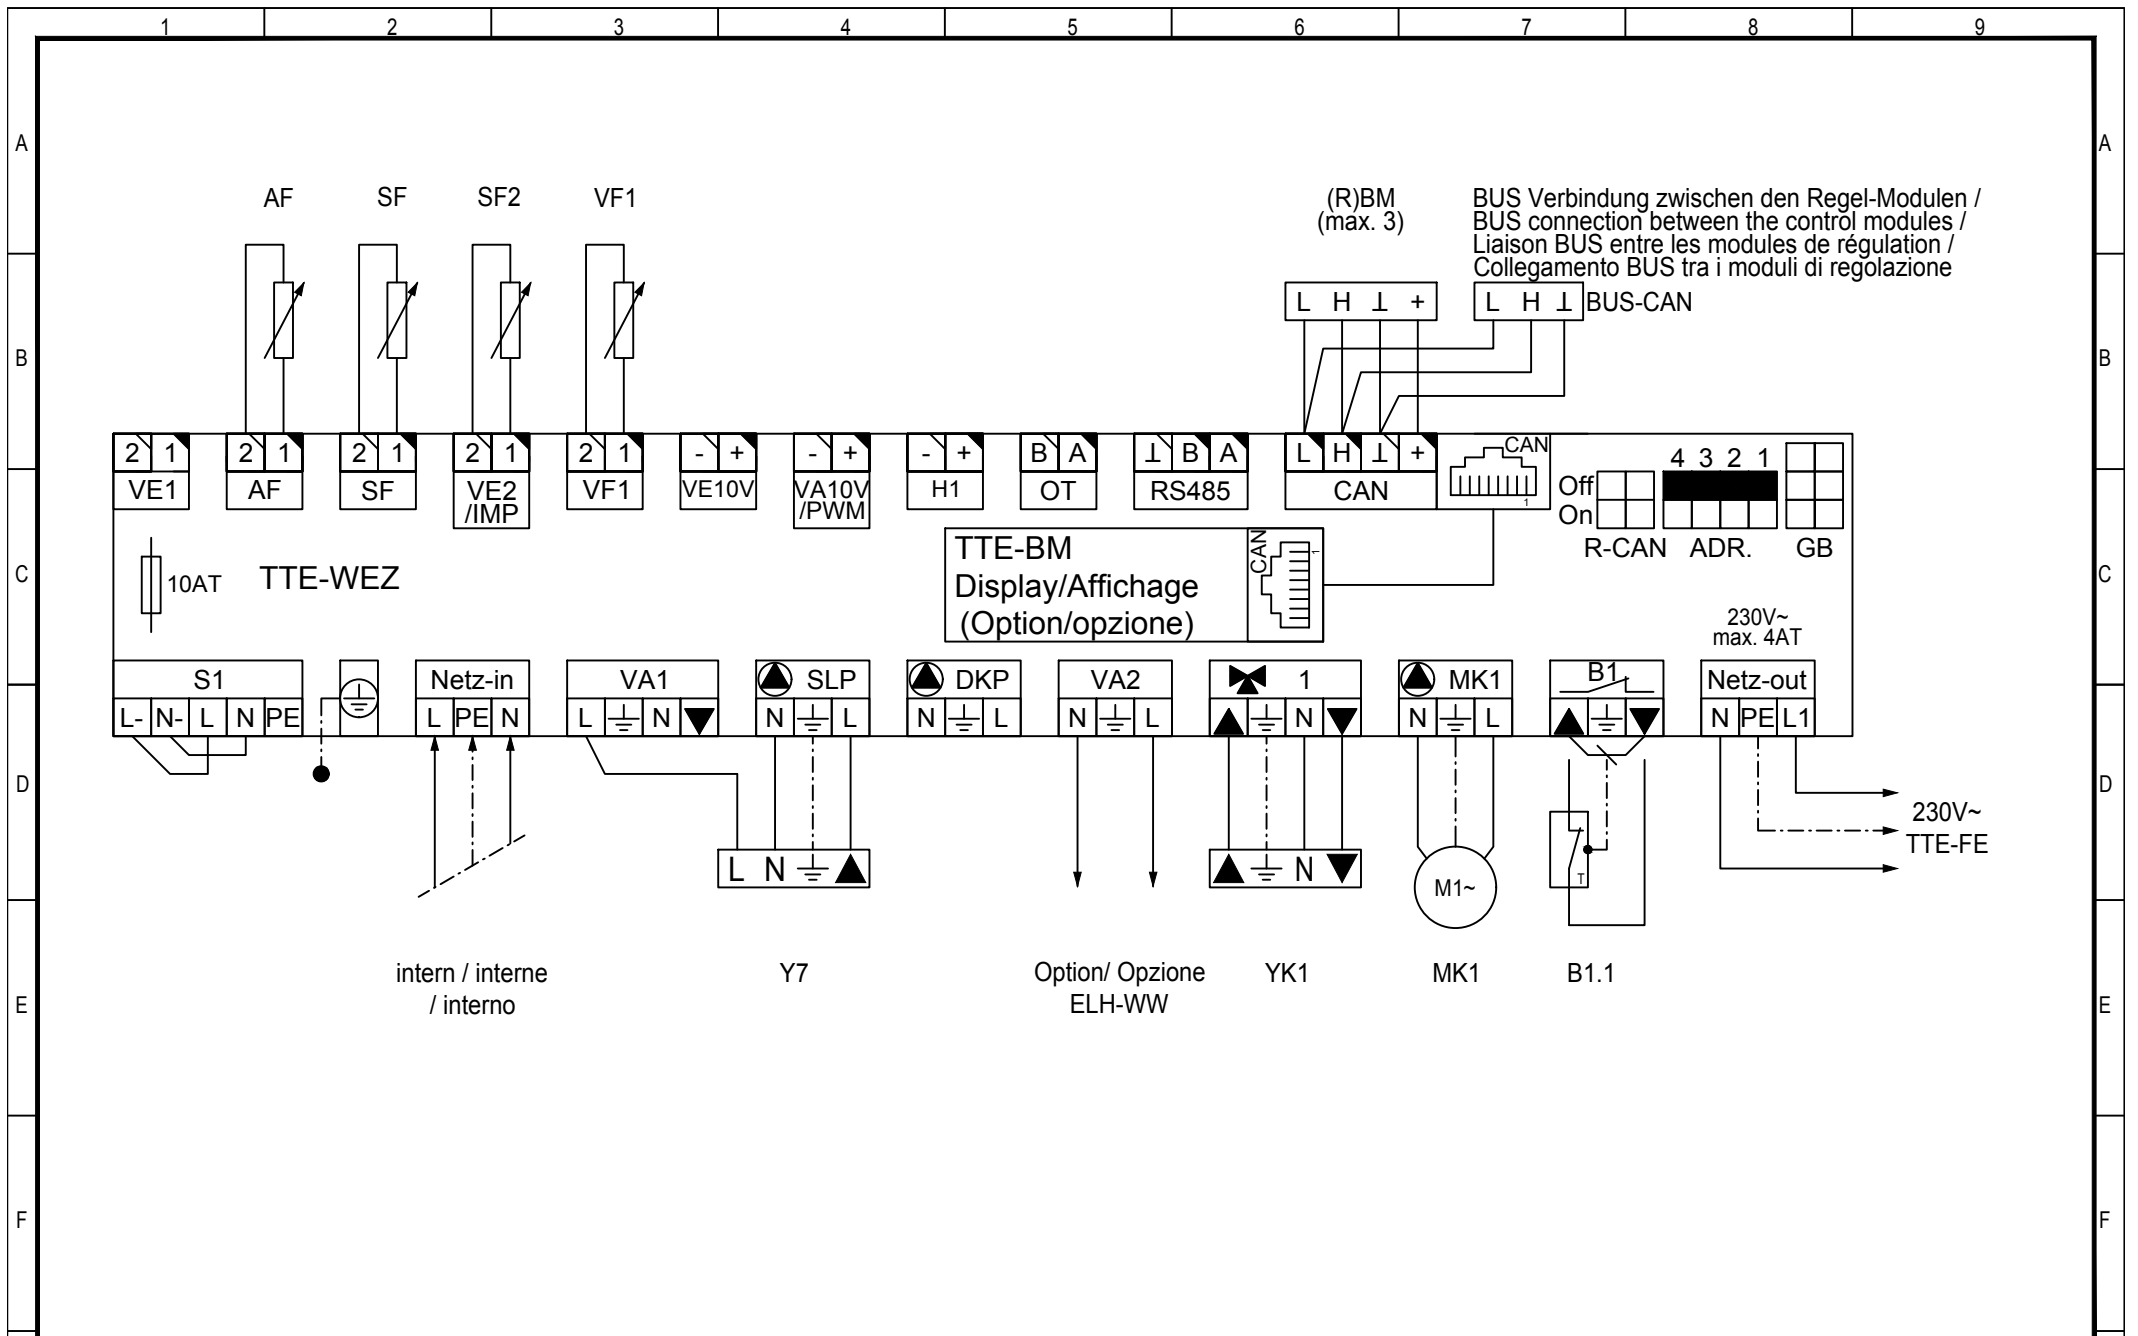 1 2 3 4 5 6 7 8 9
A A
AF SF SF2 VF1 (R)BM BUS Verbindung zwischen den Regel-Modulen /
(max. 3) BUS connection between the control modules /
Liaison BUS entre les modules de régulation /
Collegamento BUS tra i moduli di regolazione
L H ⊥ + L H ⊥ BUS-CAN
B B
2 1 2 1 2 1 2 1 2 1 - + - + - + B A ⊥ B A L H ⊥ + CAN
4 3 2 1
VE1 AF SF VE2 VF1 VE10V VA10V H1 OT RS485 CAN Off
/IMP /PWM 1 On
R-CAN ADR. GB
TTE-BM CAN 1
C 10AT TTE-WEZ Display/Affichage C
(Option/opzione)
230V~
max. 4AT
S1 Netz-in VA1 SLP DKP VA2 1 MK1 B1 Netz-out
L- N- L N PE L PE N L ⏚ N ▼ N ⏚ L N ⏚ L N ⏚ L ▲ ⏚ N ▼ N ⏚ L ▲ ⏚ ▼ N PE L1
D D
230V~
TTE-FE
L N ⏚ ▲ ▲ ⏚ N ▼ M1~ T
intern / interne Y7 Option/ Opzione YK1 MK1 B1.1
/ interno ELH-WW
E E
F F